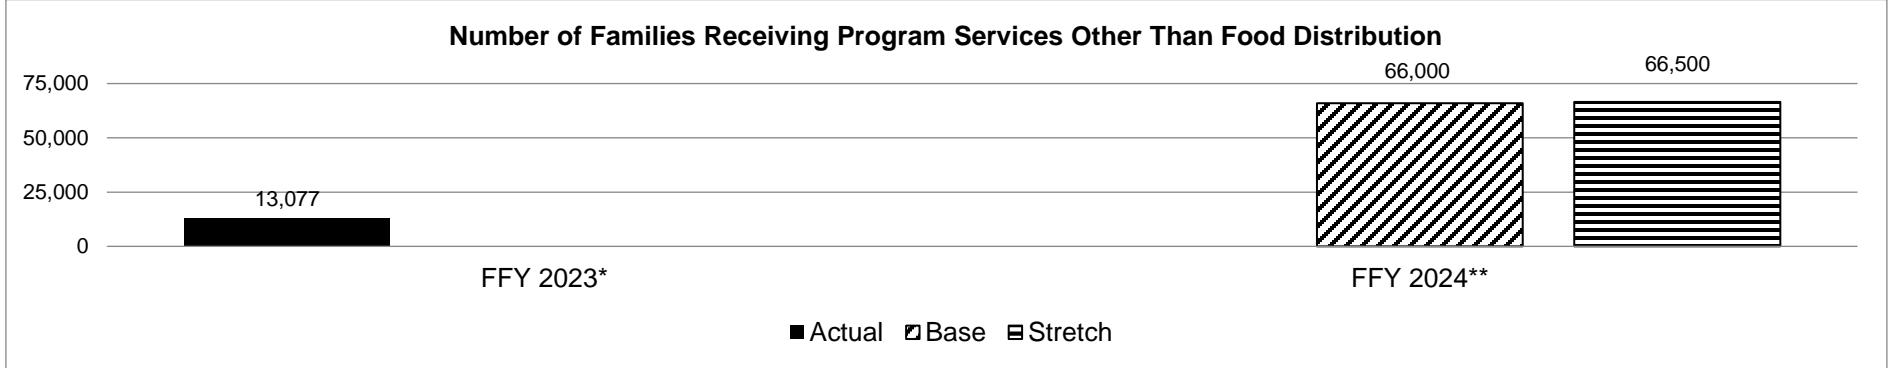 Number of Families Receiving Program Services Other Than Food Distribution
75,000
50,000
25,000
0
13,077
66,000
66,500
FFY 2023*
FFY 2024**
Actual Base Stretch